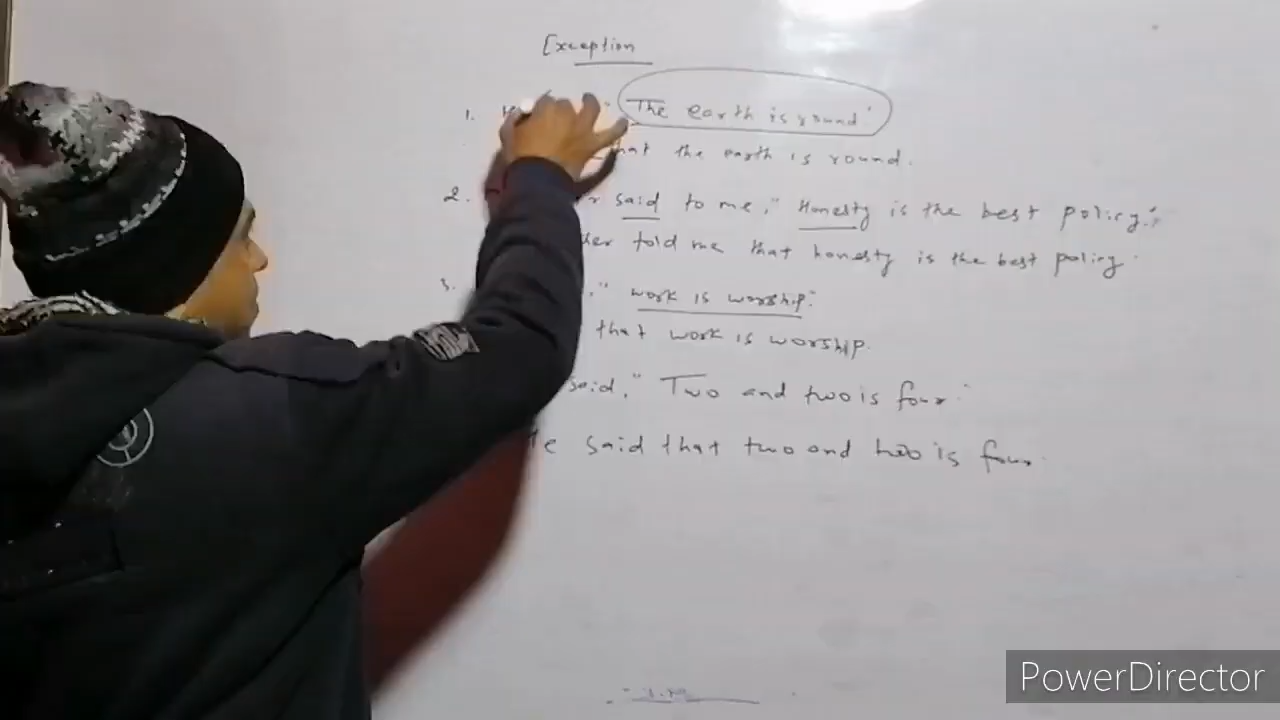 Exception
1. "The earth is round"
that the earth is round.
2. said to me, "Honesty is the best policy."
told me that honesty is the best policy.
3. "work is worship."
that work is worship.
said, "Two and two is four."
said that two and two is four.
PowerDirector